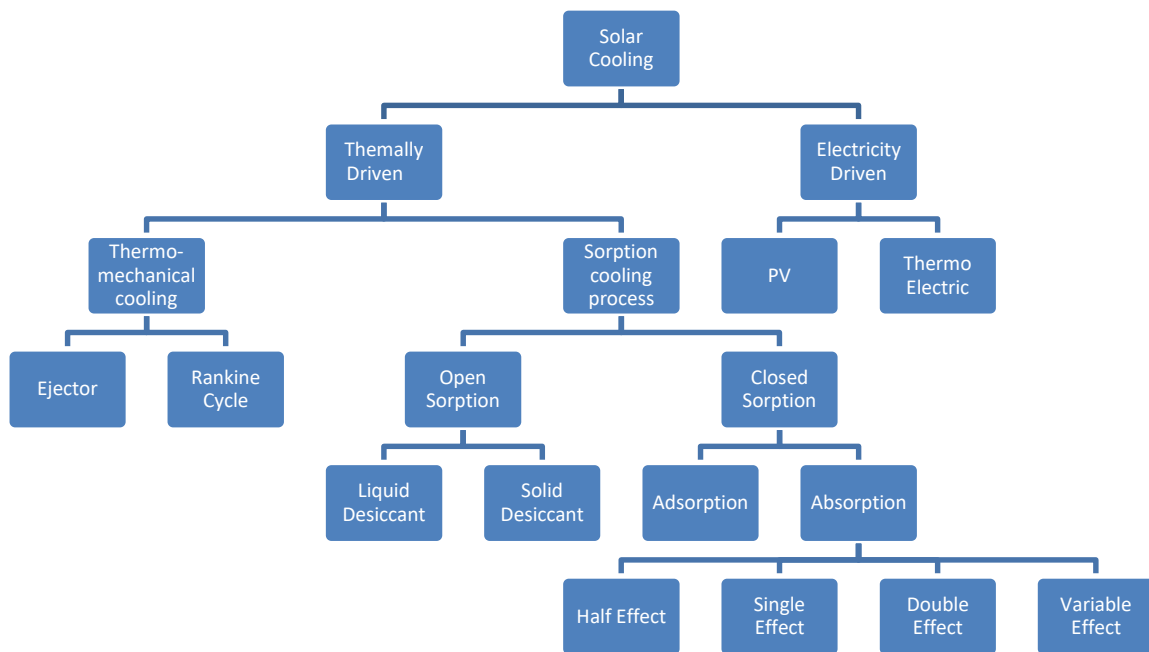 Solar
Cooling
Themally
Driven
Electricity
Driven
Thermo-
mechanical
cooling
Sorption
cooling
process
PV
Thermo
Electric
Ejector
Rankine
Cycle
Open
Sorption
Closed
Sorption
Liquid
Desiccant
Solid
Desiccant
Adsorption
Absorption
Half Effect
Single
Effect
Double
Effect
Variable
Effect